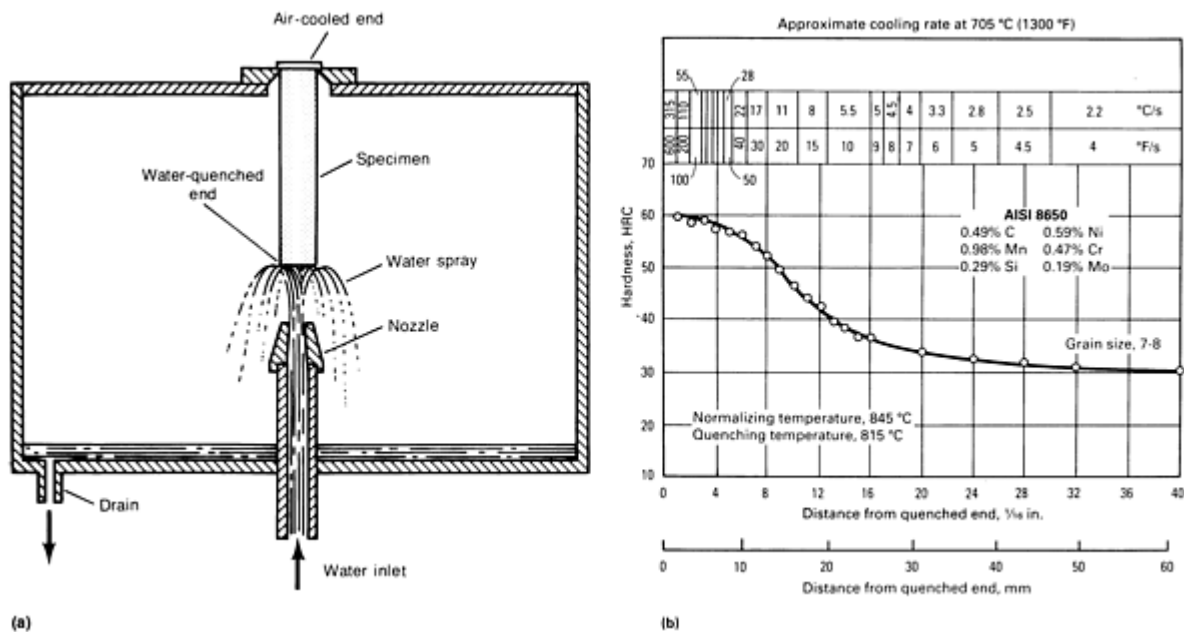 Air-cooled end
Water-quenched
end
Specimen
Water spray
Nozzle
Drain
Water inlet
(a)
Approximate cooling rate at 705 °C (1300 °F)
55
28
315 110 22 17 11 8 5.5 5 4.5 4 3.3 2.8 2.5 2.2 °C/s
600 200 40 30 20 15 10 9 8 7 6 5 4.5 4 °F/s
100
50
70
60
50
40
30
20
10
Hardness, HRC
AISI 8650
0.49% C 0.59% Ni
0.98% Mn 0.47% Cr
0.29% Si 0.19% Mo
Grain size, 7-8
Normalizing temperature, 845 °C
Quenching temperature, 815 °C
0 4 8 12 16 20 24 28 32 36 40
Distance from quenched end, 1/16 in.
0 10 20 30 40 50 60
Distance from quenched end, mm
(b)